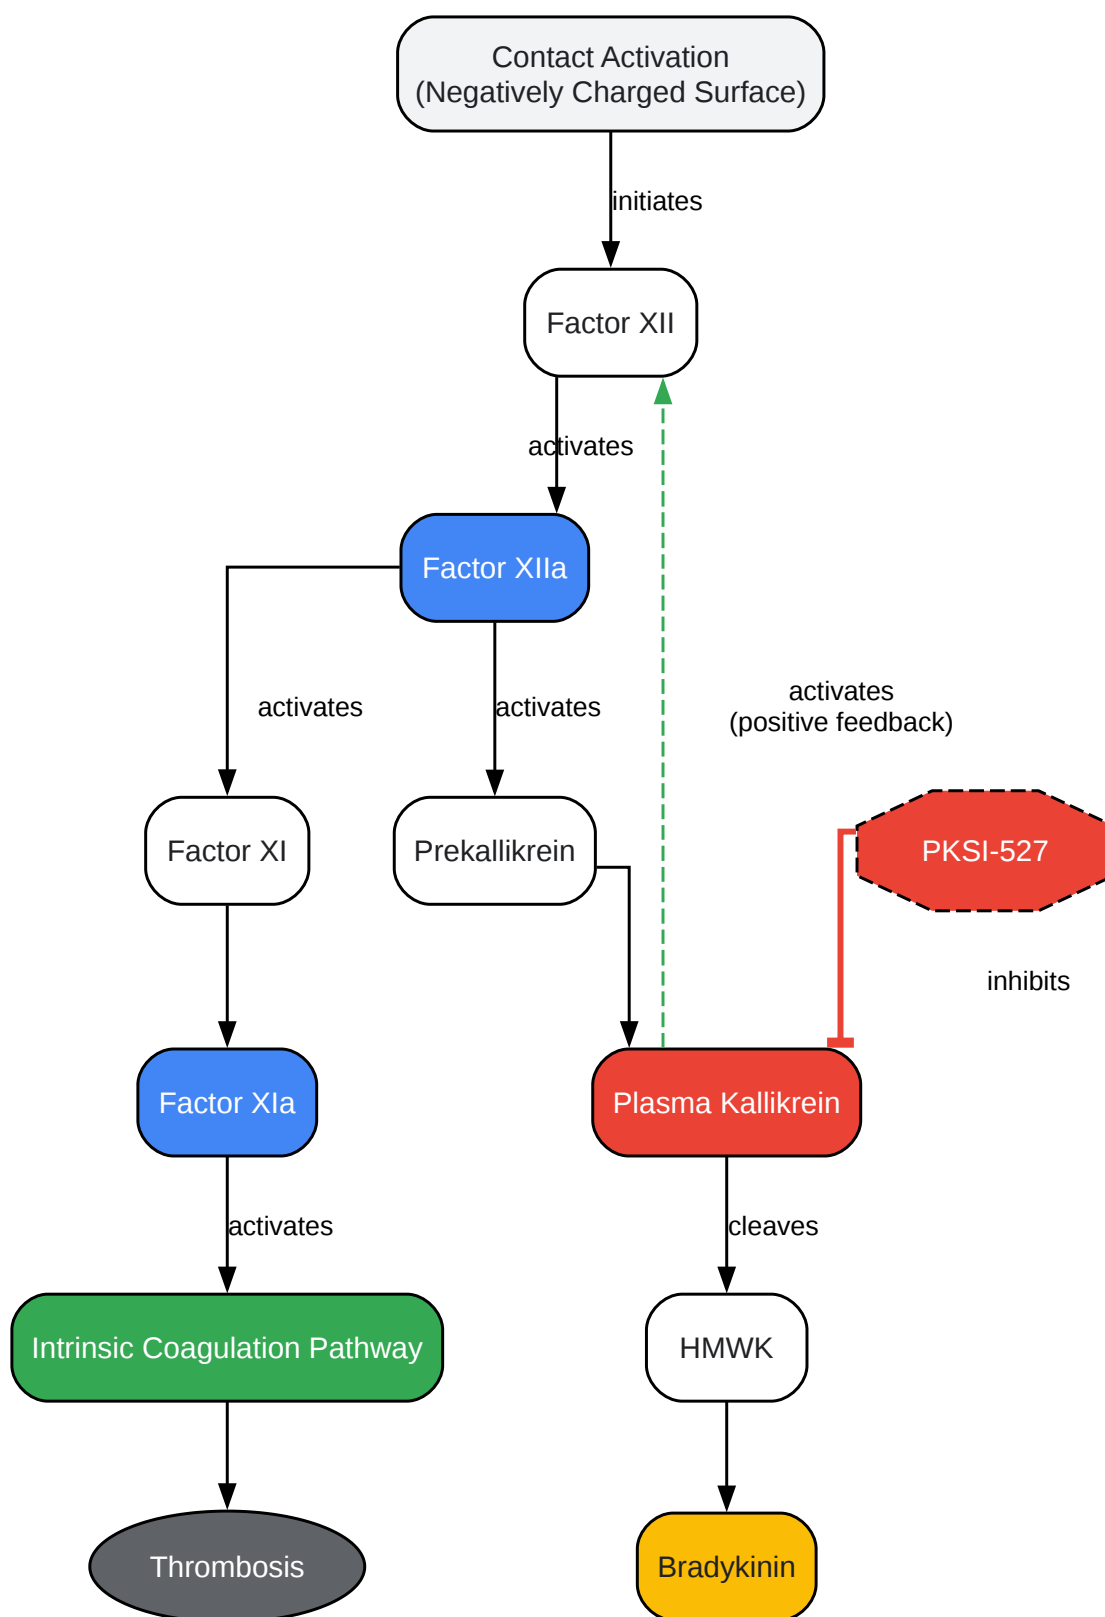 Contact Activation
(Negatively Charged Surface)
initiates
Factor XII
activates
Factor XIIa
activates
activates
activates
(positive feedback)
Factor XI
Prekallikrein
PKSI-527
inhibits
Factor XIa
Plasma Kallikrein
activates
cleaves
Intrinsic Coagulation Pathway
HMWK
Thrombosis
Bradykinin